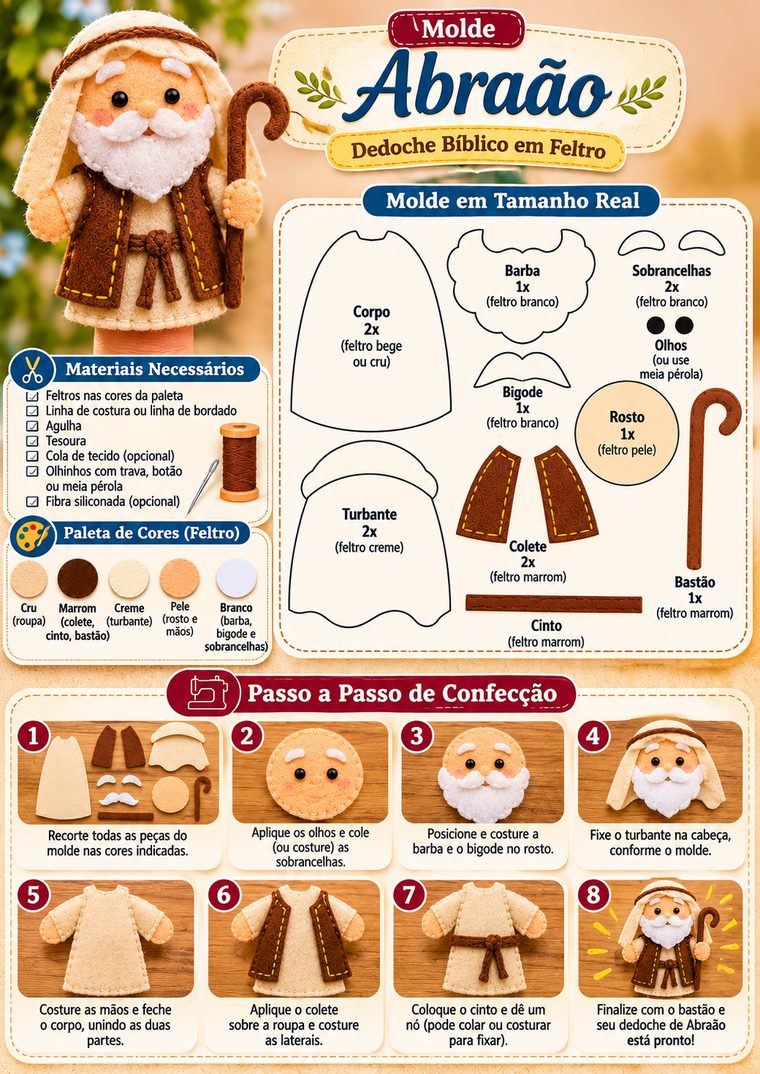 Molde
Abraão
Dedoche Bíblico em Feltro
Molde em Tamanho Real
Corpo
2x
(feltro bege
ou cru)
Barba
1x
(feltro branco)
Sobrancelhas
2x
(feltro branco)
Olhos
(ou use
meia pérola)
Bigode
1x
(feltro branco)
Rosto
1x
(feltro pele)
Turbante
2x
(feltro creme)
Colete
2x
(feltro marrom)
Bastão
1x
(feltro marrom)
Cinto
(feltro marrom)
Materiais Necessários
Feltros nas cores da paleta
Linha de costura ou linha de bordado
Agulha
Tesoura
Cola de tecido (opcional)
Olhinhos com trava, botão
ou meia pérola
Fibra siliconada (opcional)
Paleta de Cores (Feltro)
Cru
(roupa)
Marrom
(colete,
cinto, bastão)
Creme
(turbante)
Pele
(rosto e
mãos)
Branco
(barba,
bigode e
sobrancelhas)
Passo a Passo de Confecção
1
Recorte todas as peças do
molde nas cores indicadas.
2
Aplique os olhos e cole
(ou costure) as
sobrancelhas.
3
Posicione e costure a
barba e o bigode no rosto.
4
Fixe o turbante na cabeça,
conforme o molde.
5
Costure as mãos e feche
o corpo, unindo as duas
partes.
6
Aplique o colete
sobre a roupa e costure
as laterais.
7
Coloque o cinto e dê um
nó (pode colar ou costurar
para fixar).
8
Finalize com o bastão e
seu dedoche de Abraão
está pronto!